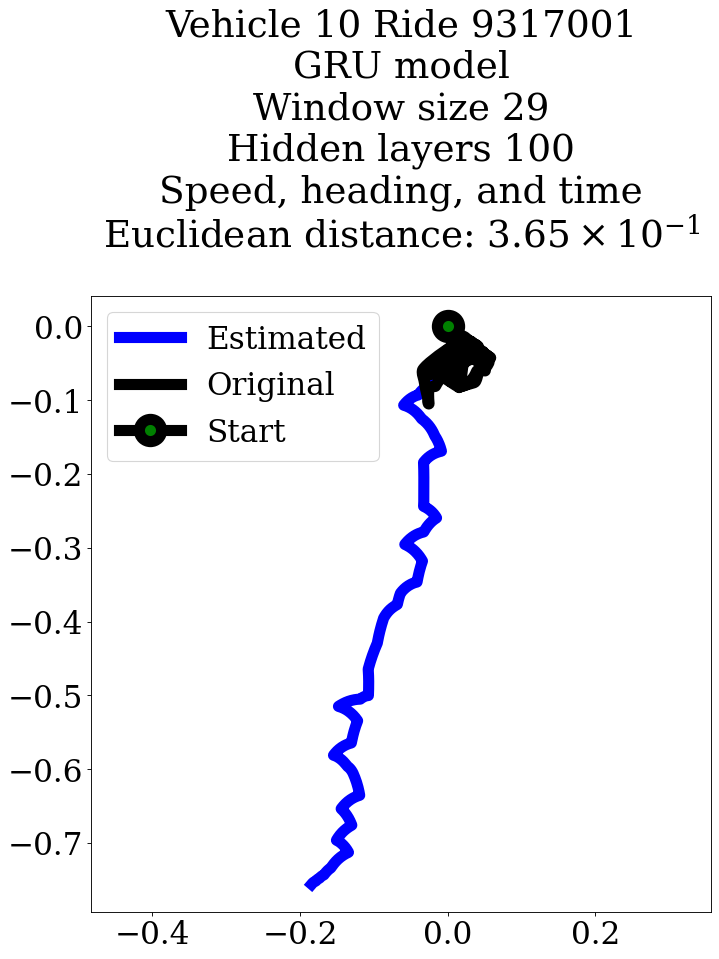 Vehicle 10 Ride 9317001
GRU model
Window size 29
Hidden layers 100
Speed, heading, and time
Euclidean distance: $3.65 \times 10^{-1}$
Estimated
Original
Start
0.0
−0.1
−0.2
−0.3
−0.4
−0.5
−0.6
−0.7
−0.4
−0.2
0.0
0.2